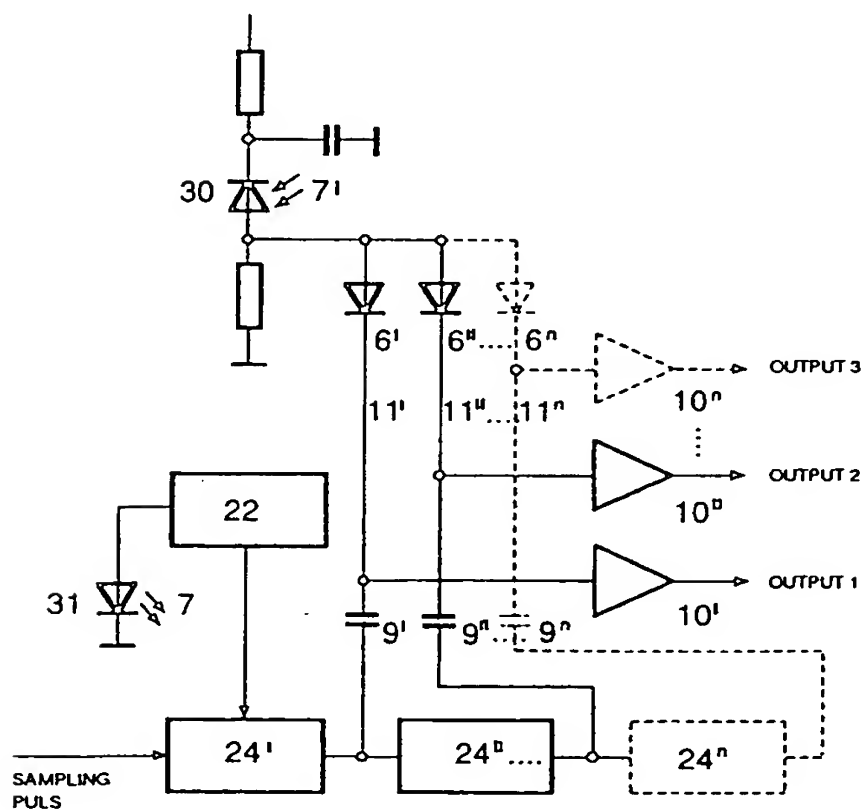 30
7'
6' 6" ..... 6ⁿ
OUTPUT 3
11' 11" ..... 11ⁿ
10ⁿ
OUTPUT 2
10"
22
31
7
OUTPUT 1
10'
9' 9" ..... 9ⁿ
24' 24" .... 24ⁿ
SAMPLING
PULS